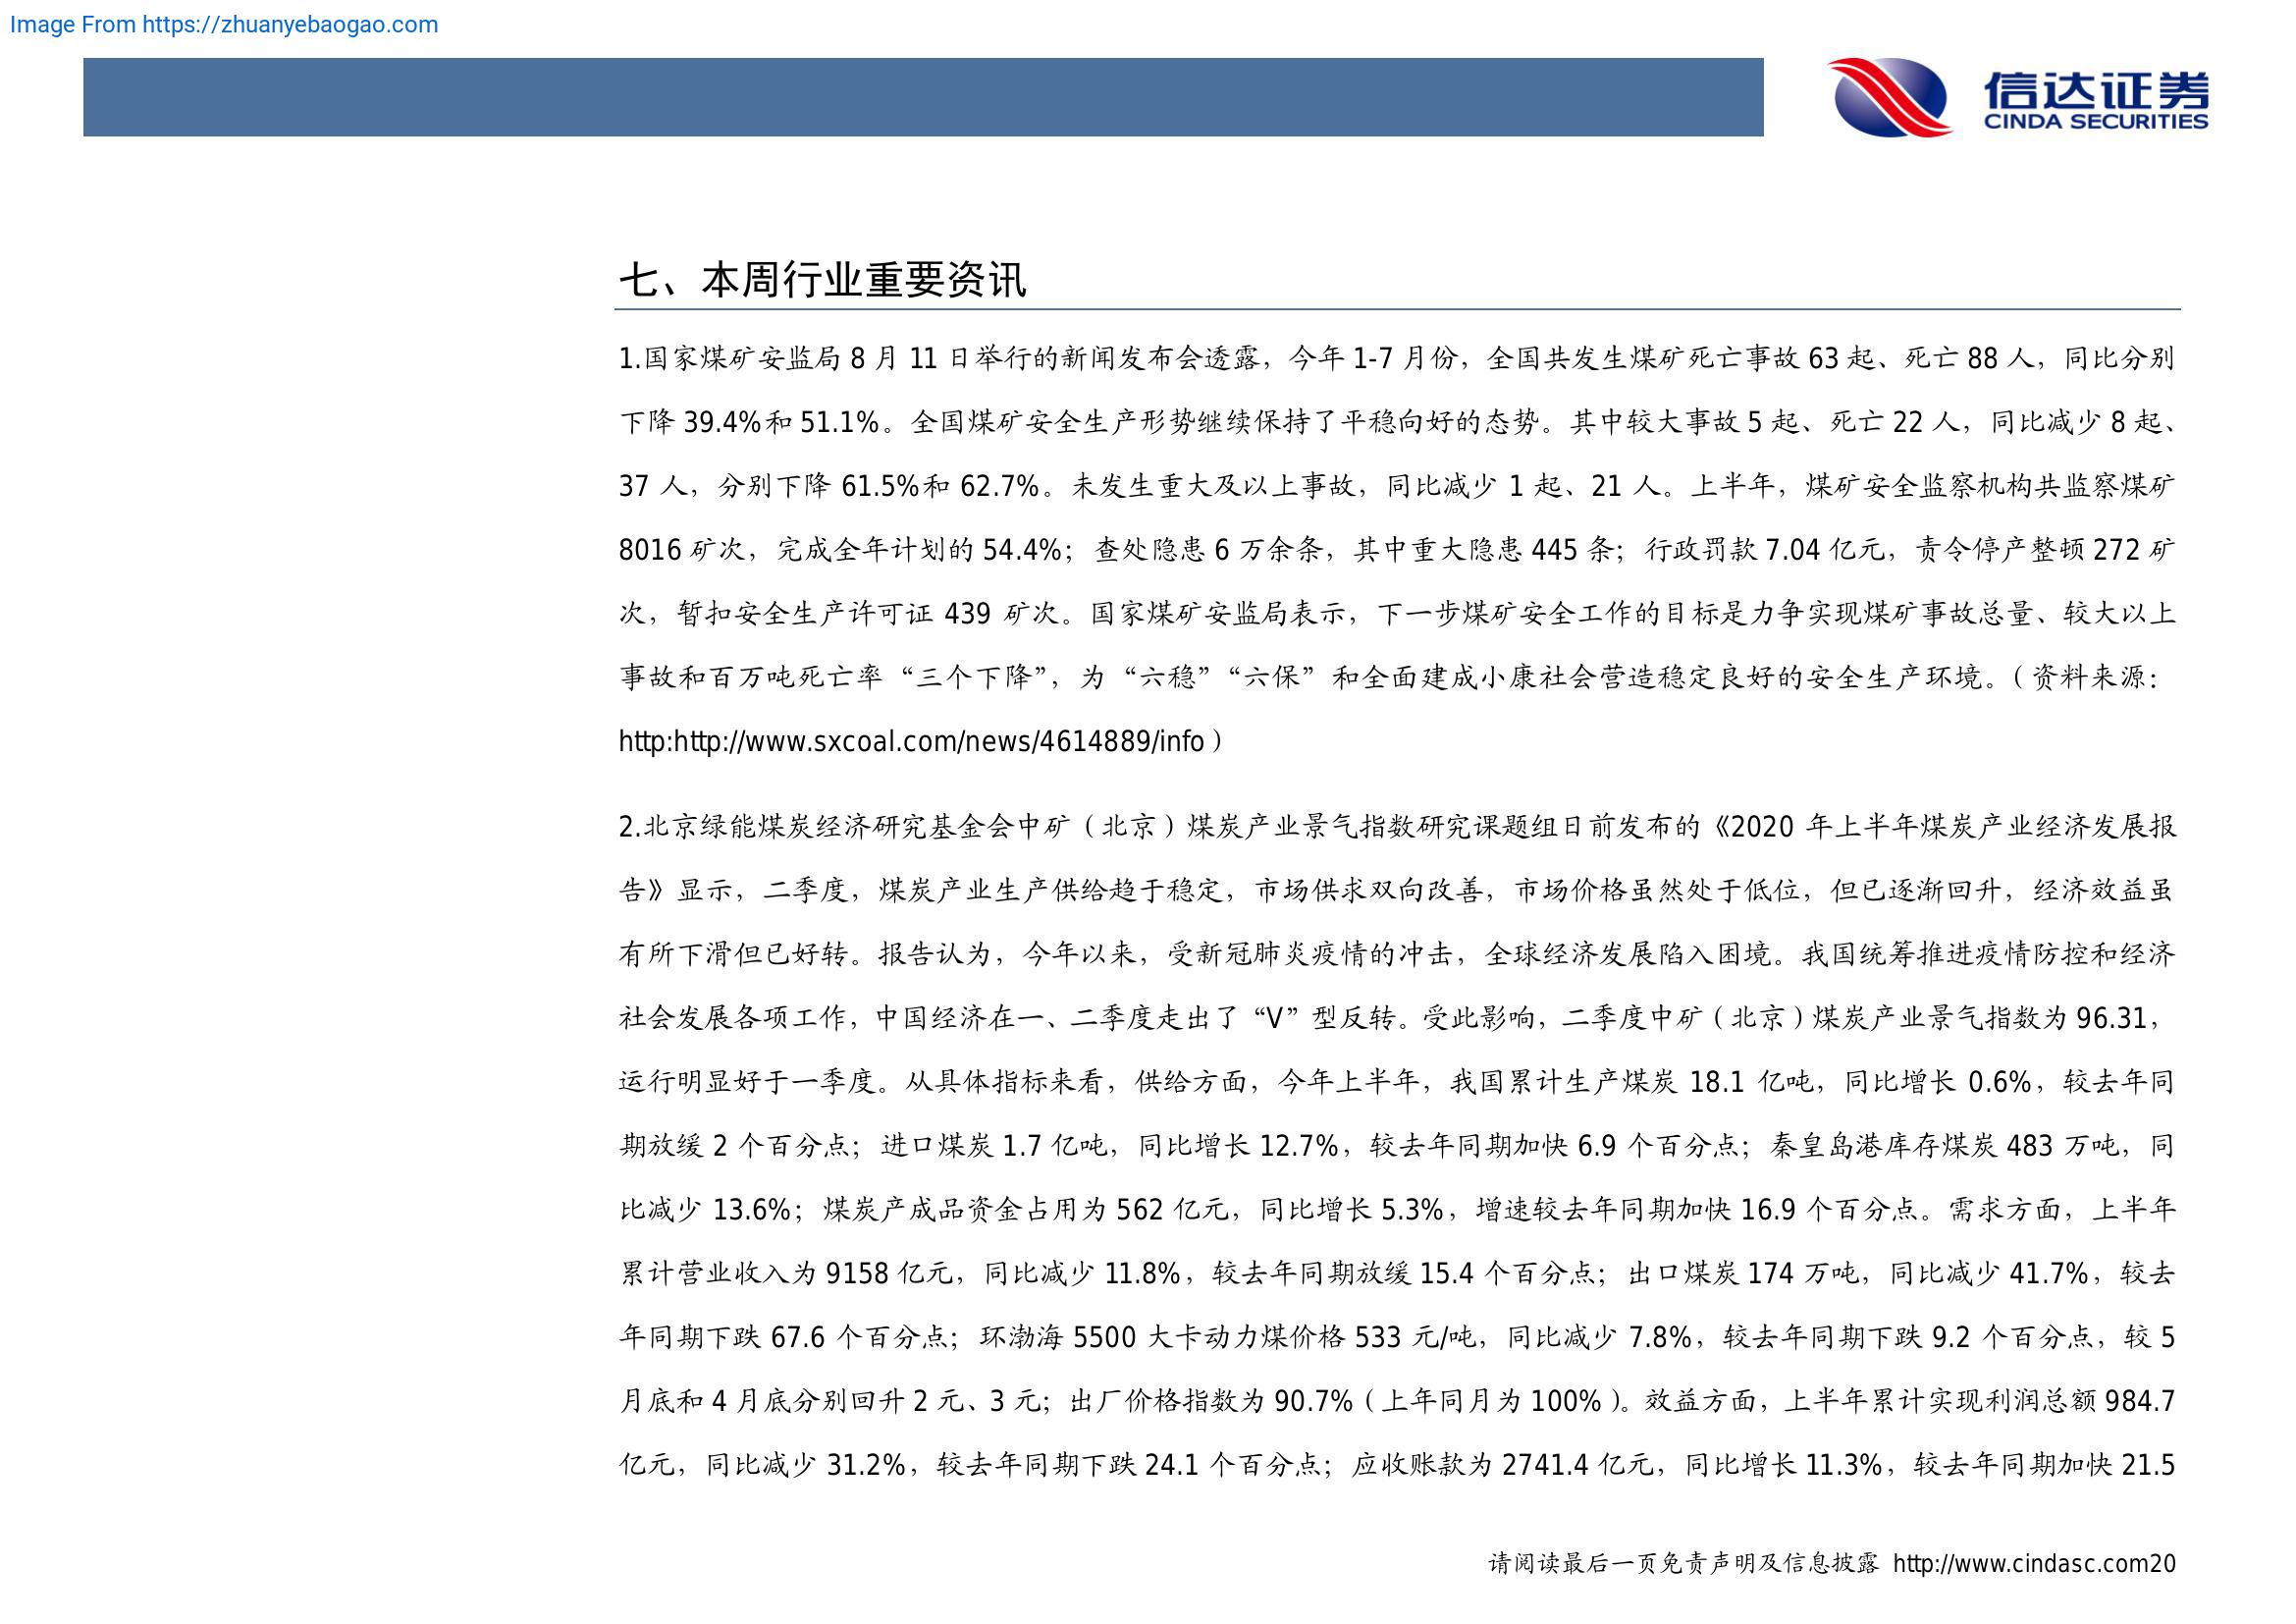 Image From https://zhuanyebaogao.com
信达证券
CINDA SECURITIES
七、本周行业重要资讯
1.国家煤矿安监局 8 月 11 日举行的新闻发布会透露，今年 1-7 月份，全国共发生煤矿死亡事故 63 起、死亡 88 人，同比分别
下降 39.4%和 51.1%。全国煤矿安全生产形势继续保持了平稳向好的态势。其中较大事故 5 起、死亡 22 人，同比减少 8 起、
37 人，分别下降 61.5%和 62.7%。未发生重大及以上事故，同比减少 1 起、21 人。上半年，煤矿安全监察机构共监察煤矿
8016 矿次，完成全年计划的 54.4%；查处隐患 6 万余条，其中重大隐患 445 条；行政罚款 7.04 亿元，责令停产整顿 272 矿
次，暂扣安全生产许可证 439 矿次。国家煤矿安监局表示，下一步煤矿安全工作的目标是力争实现煤矿事故总量、较大以上
事故和百万吨死亡率“三个下降”，为“六稳”“六保”和全面建成小康社会营造稳定良好的安全生产环境。（资料来源：
http:http://www.sxcoal.com/news/4614889/info）
2.北京绿能煤炭经济研究基金会中矿（北京）煤炭产业景气指数研究课题组日前发布的《2020 年上半年煤炭产业经济发展报
告》显示，二季度，煤炭产业生产供给趋于稳定，市场供求双向改善，市场价格虽然处于低位，但已逐渐回升，经济效益虽
有所下滑但已好转。报告认为，今年以来，受新冠肺炎疫情的冲击，全球经济发展陷入困境。我国统筹推进疫情防控和经济
社会发展各项工作，中国经济在一、二季度走出了“V”型反转。受此影响，二季度中矿（北京）煤炭产业景气指数为 96.31，
运行明显好于一季度。从具体指标来看，供给方面，今年上半年，我国累计生产煤炭 18.1 亿吨，同比增长 0.6%，较去年同
期放缓 2 个百分点；进口煤炭 1.7 亿吨，同比增长 12.7%，较去年同期加快 6.9 个百分点；秦皇岛港库存煤炭 483 万吨，同
比减少 13.6%；煤炭产成品资金占用为 562 亿元，同比增长 5.3%，增速较去年同期加快 16.9 个百分点。需求方面，上半年
累计营业收入为 9158 亿元，同比减少 11.8%，较去年同期放缓 15.4 个百分点；出口煤炭 174 万吨，同比减少 41.7%，较去
年同期下跌 67.6 个百分点；环渤海 5500 大卡动力煤价格 533 元/吨，同比减少 7.8%，较去年同期下跌 9.2 个百分点，较 5
月底和 4 月底分别回升 2 元、3 元；出厂价格指数为 90.7%（上年同月为 100%）。效益方面，上半年累计实现利润总额 984.7
亿元，同比减少 31.2%，较去年同期下跌 24.1 个百分点；应收账款为 2741.4 亿元，同比增长 11.3%，较去年同期加快 21.5
请阅读最后一页免责声明及信息披露 http://www.cindasc.com20